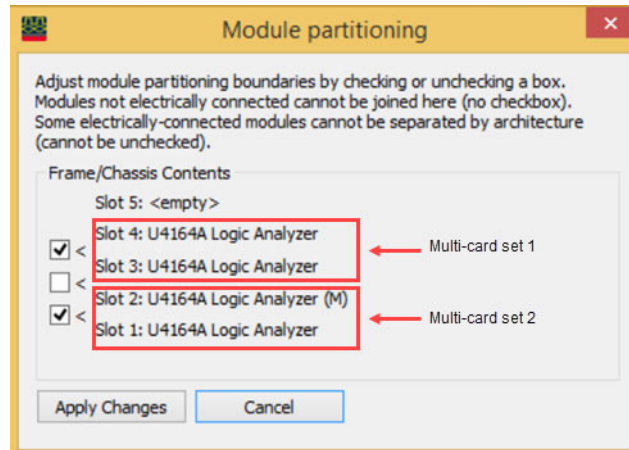 Module partitioning
Adjust module partitioning boundaries by checking or unchecking a box.
Modules not electrically connected cannot be joined here (no checkbox).
Some electrically-connected modules cannot be separated by architecture
(cannot be unchecked).
Frame/Chassis Contents
Slot 5: <empty>
Slot 4: U4164A Logic Analyzer
<
Multi-card set 1
Slot 3: U4164A Logic Analyzer
<
Slot 2: U4164A Logic Analyzer (M)
<
Multi-card set 2
Slot 1: U4164A Logic Analyzer
Apply Changes
Cancel